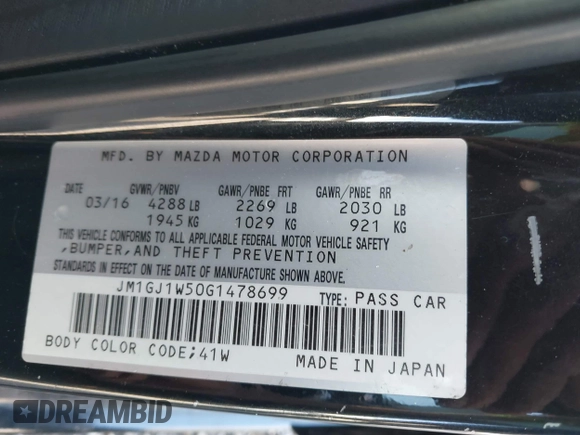 MFD. BY MAZDA MOTOR CORPORATION
DATE GVWR/PNBV GAWR/PNBE FRT GAWR/PNBE RR
03/16 4288 LB 2269 LB 2030 LB
1945 KG 1029 KG 921 KG
THIS VEHICLE CONFORMS TO ALL APPLICABLE FEDERAL MOTOR VEHICLE SAFETY
,BUMPER,AND THEFT PREVENTION
STANDARDS IN EFFECT ON THE DATE OF MANUFACTURE SHOWN ABOVE.
JM1GJ1W50G1478699 TYPE: PASS CAR
BODY COLOR CODE;41W MADE IN JAPAN
DREAMBID